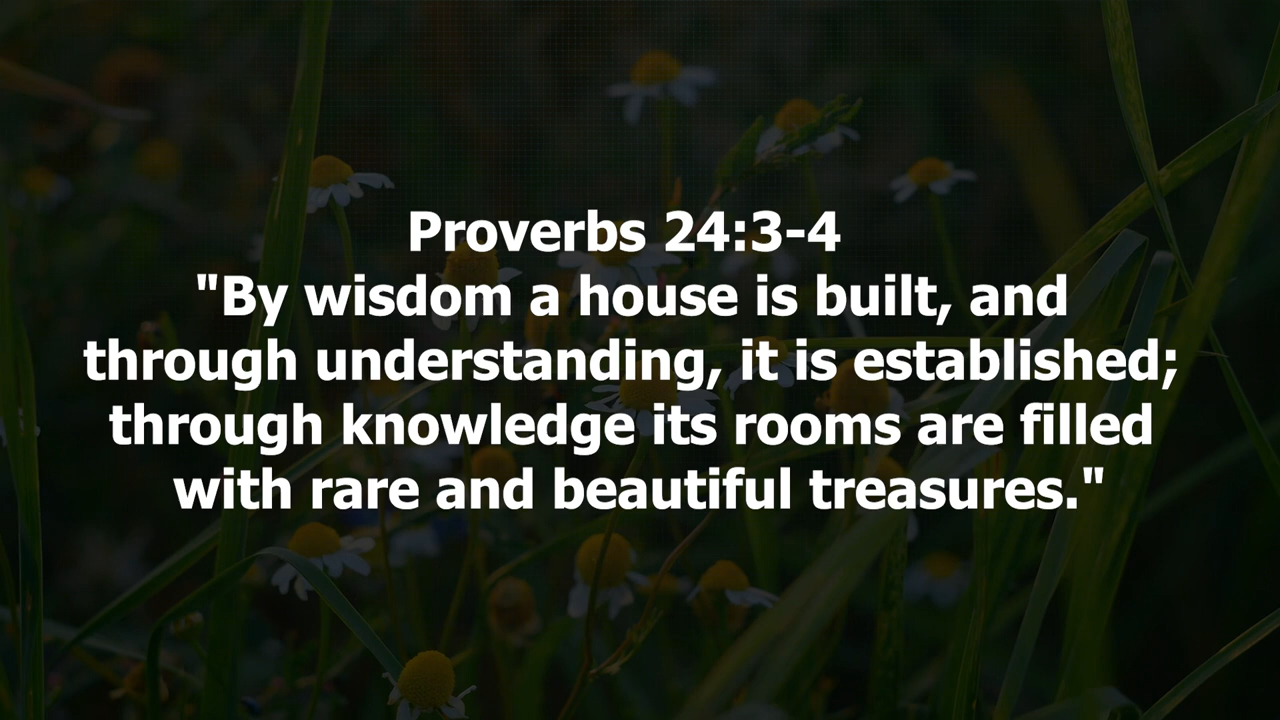 Proverbs 24:3-4
"By wisdom a house is built, and
through understanding, it is established;
through knowledge its rooms are filled
with rare and beautiful treasures."